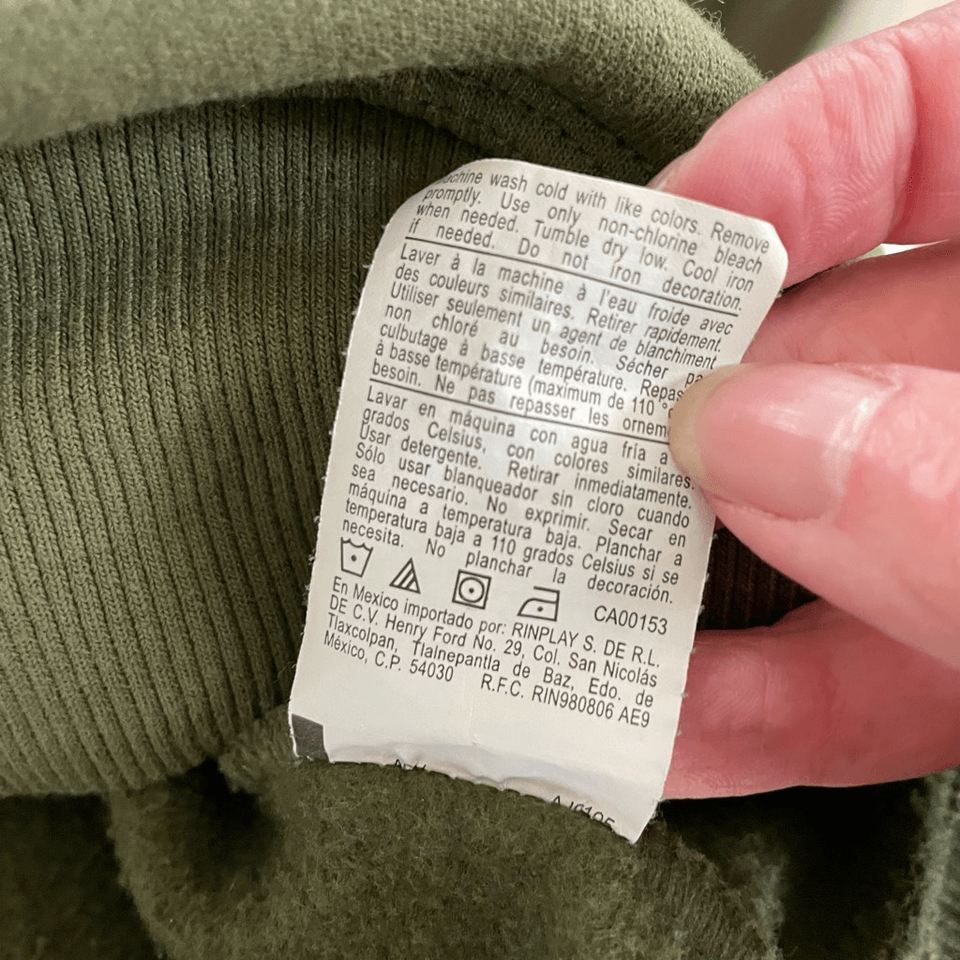 wash cold with like colors. Remove
promptly. Use only non-chlorine bleach
when needed. Tumble dry low. Cool iron
if needed. Do not iron decoration.
Laver à la machine à l'eau froide avec
des couleurs similaires. Retirer rapidement.
Utiliser seulement un agent de blanchiment
non chloré au besoin. Sécher
culbutage à basse température.
à basse température (maximum de 110 °
besoin. Ne pas repasser les
Lavar en máquina con agua fría a
grados Celsius, con colores similares.
Usar detergente. Retirar inmediatamente.
Sólo usar blanqueador sin cloro cuando
sea necesario. No exprimir. Secar en
máquina a temperatura baja. Planchar a
temperatura baja a 110 grados Celsius si se
necesita. No planchar la decoración.
CA00153
En Mexico importado por: RINPLAY S. DE R.L.
DE C.V. Henry Ford No. 29, Col. San Nicolás
Tlaxcolpan, Tlalnepantla de Baz, Edo. de
México, C.P. 54030 R.F.C. RIN980806 AE9